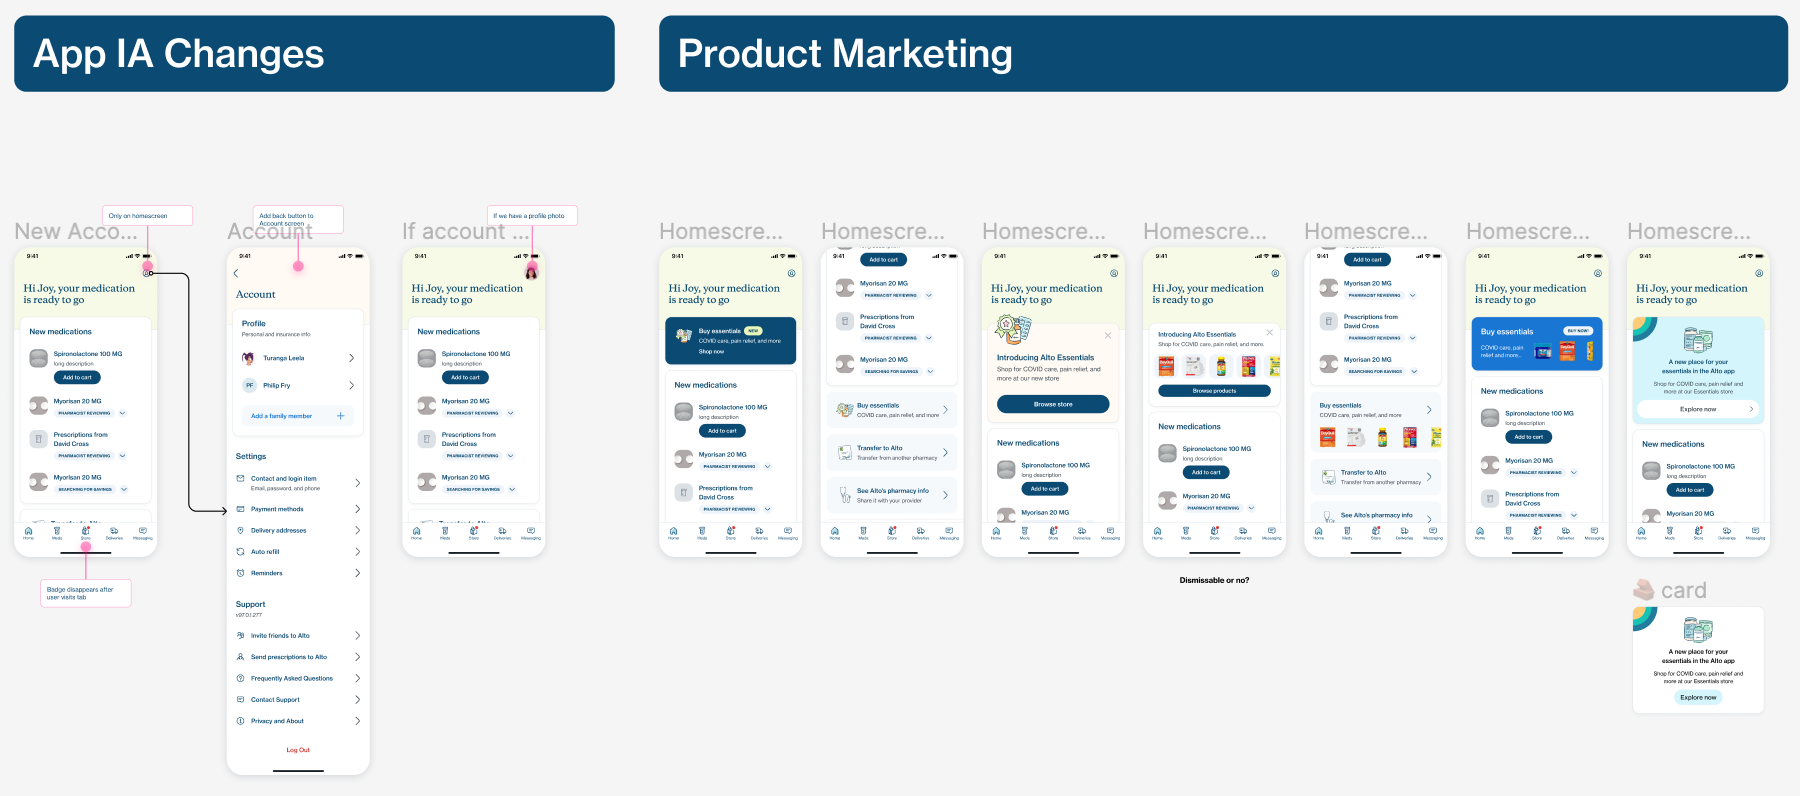 App IA Changes
Product Marketing
Only on homescreen
Add back button to
Account screen
If we have a profile photo
New Acco...
Account
If account ...
Homescre...
Homescre...
Homescre...
Homescre...
Homescre...
Homescre...
Homescre...
9:41
Hi Joy, your medication
is ready to go
New medications
Spironolactone 100 MG
long description
Add to cart
Myorisan 20 MG
PHARMACIST REVIEWING
Prescriptions from
David Cross
PHARMACIST REVIEWING
Myorisan 20 MG
SEARCHING FOR SAVINGS
Transfer to Alto
Home
Meds
Store
Deliveries
Messaging
Badge disappears after
user visits tab
9:41
Account
Profile
Personal and insurance info
Turanga Leela
PF
Philip Fry
Add a family member
Settings
Contact and login item
Email, password, and phone
Payment methods
Delivery addresses
Auto refill
Reminders
Support
v97.01.277
Invite friends to Alto
Send prescriptions to Alto
Frequently Asked Questions
Contact Support
Privacy and About
Log Out
9:41
Hi Joy, your medication
is ready to go
New medications
Spironolactone 100 MG
long description
Add to cart
Myorisan 20 MG
PHARMACIST REVIEWING
Prescriptions from
David Cross
PHARMACIST REVIEWING
Myorisan 20 MG
SEARCHING FOR SAVINGS
Transfer to Alto
Home
Meds
Store
Deliveries
Messaging
9:41
Hi Joy, your medication
is ready to go
Buy essentials
NEW
COVID care, pain relief, and more
Shop now
New medications
Spironolactone 100 MG
long description
Add to cart
Myorisan 20 MG
PHARMACIST REVIEWING
Prescriptions from
David Cross
PHARMACIST REVIEWING
Home
Meds
Store
Deliveries
Messaging
9:41
long description
Add to cart
Myorisan 20 MG
PHARMACIST REVIEWING
Prescriptions from
David Cross
PHARMACIST REVIEWING
Myorisan 20 MG
SEARCHING FOR SAVINGS
Buy essentials
COVID care, pain relief, and more
Transfer to Alto
Transfer from another pharmacy
See Alto's pharmacy info
Share it with your provider
Home
Meds
Store
Deliveries
Messaging
9:41
Hi Joy, your medication
is ready to go
Introducing Alto Essentials
Shop for COVID care, pain relief, and
more at our new store
Browse store
New medications
Spironolactone 100 MG
long description
Add to cart
Myorisan 20 MG
Home
Meds
Store
Deliveries
Messaging
9:41
Hi Joy, your medication
is ready to go
Introducing Alto Essentials
Shop for COVID care, pain relief, and more.
Browse products
New medications
Spironolactone 100 MG
long description
Add to cart
Myorisan 20 MG
PHARMACIST REVIEWING
Home
Meds
Store
Deliveries
Messaging
Dismissable or no?
9:41
long description
Add to cart
Myorisan 20 MG
PHARMACIST REVIEWING
Prescriptions from
David Cross
PHARMACIST REVIEWING
Myorisan 20 MG
SEARCHING FOR SAVINGS
Buy essentials
COVID care, pain relief, and more
Transfer to Alto
Transfer from another pharmacy
See Alto's pharmacy info
Home
Meds
Store
Deliveries
Messaging
9:41
Hi Joy, your medication
is ready to go
Buy essentials
BUY NOW!
COVID care, pain
relief and more...
New medications
Spironolactone 100 MG
long description
Add to cart
Myorisan 20 MG
PHARMACIST REVIEWING
Prescriptions from
David Cross
PHARMACIST REVIEWING
Home
Meds
Store
Deliveries
Messaging
9:41
Hi Joy, your medication
is ready to go
A new place for your
essentials in the Alto app
Shop for COVID care, pain relief and
more at our Essentials store
Explore now
New medications
Spironolactone 100 MG
long description
Add to cart
Myorisan 20 MG
Home
Meds
Store
Deliveries
Messaging
card
A new place for your
essentials in the Alto app
Shop for COVID care, pain relief and
more at our Essentials store
Explore now